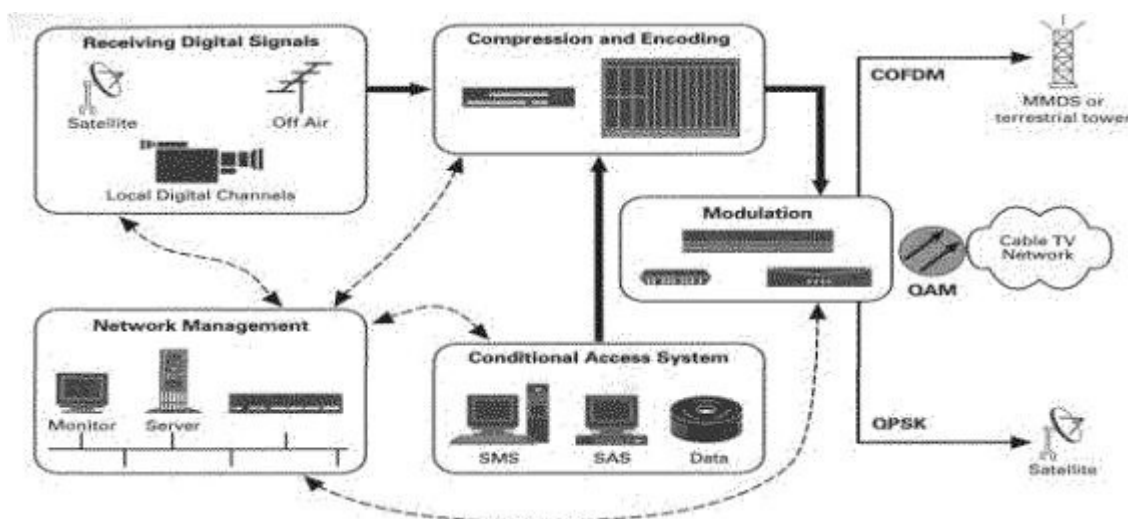 Receiving Digital Signals
Satellite
Off Air
Local Digital Channels
Compression and Encoding
COFDM
MMDS or
terrestrial tower
Modulation
QAM
Cable TV
Network
Network Management
Monitor
Server
Conditional Access System
SMS
SAS
Data
QPSK
Satellite